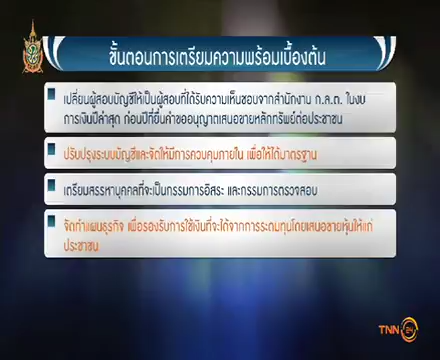 ขั้นตอนการเตรียมความพร้อมเบื้องต้น
เปลี่ยนผู้สอบบัญชีให้เป็นผู้สอบที่ได้รับความเห็นชอบจากสำนักงาน ก.ล.ต. ในงบ
การเงินปีล่าสุด ก่อนปีที่ยื่นคำขออนุญาตเสนอขายหลักทรัพย์ต่อประชาชน
ปรับปรุงระบบบัญชีและจัดให้มีการควบคุมภายใน เพื่อให้ได้มาตรฐาน
เตรียมสรรหาบุคคลที่จะเป็นกรรมการอิสระ และกรรมการตรวจสอบ
จัดทำแผนธุรกิจ เพื่อรองรับการใช้เงินที่จะได้จากการระดมทุนโดยเสนอขายหุ้นให้แก่
ประชาชน
TNN 24